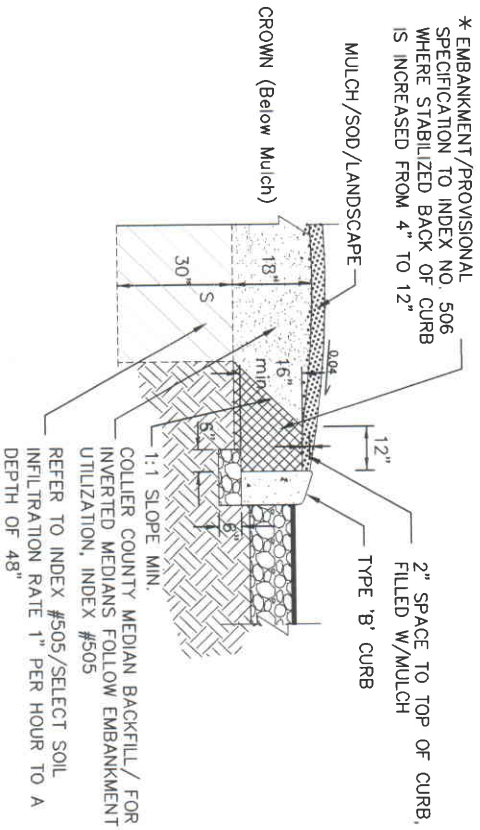 * EMBANKMENT/PROVISIONAL
SPECIFICATION TO INDEX NO. 506
WHERE STABILIZED BACK OF CURB
IS INCREASED FROM 4" TO 12"
MULCH/SOD/LANDSCAPE
CROWN (Below Mulch)
2" SPACE TO TOP OF CURB,
FILLED W/MULCH
TYPE 'B' CURB
12"
0.04
18"
16"
min
30"
S
6"
6"
1:1 SLOPE MIN.
COLLIER COUNTY MEDIAN BACKFILL/ FOR
INVERTED MEDIANS FOLLOW EMBANKMENT
UTILIZATION, INDEX #505
REFER TO INDEX #505/SELECT SOIL
INFILTRATION RATE 1" PER HOUR TO A
DEPTH OF 48"